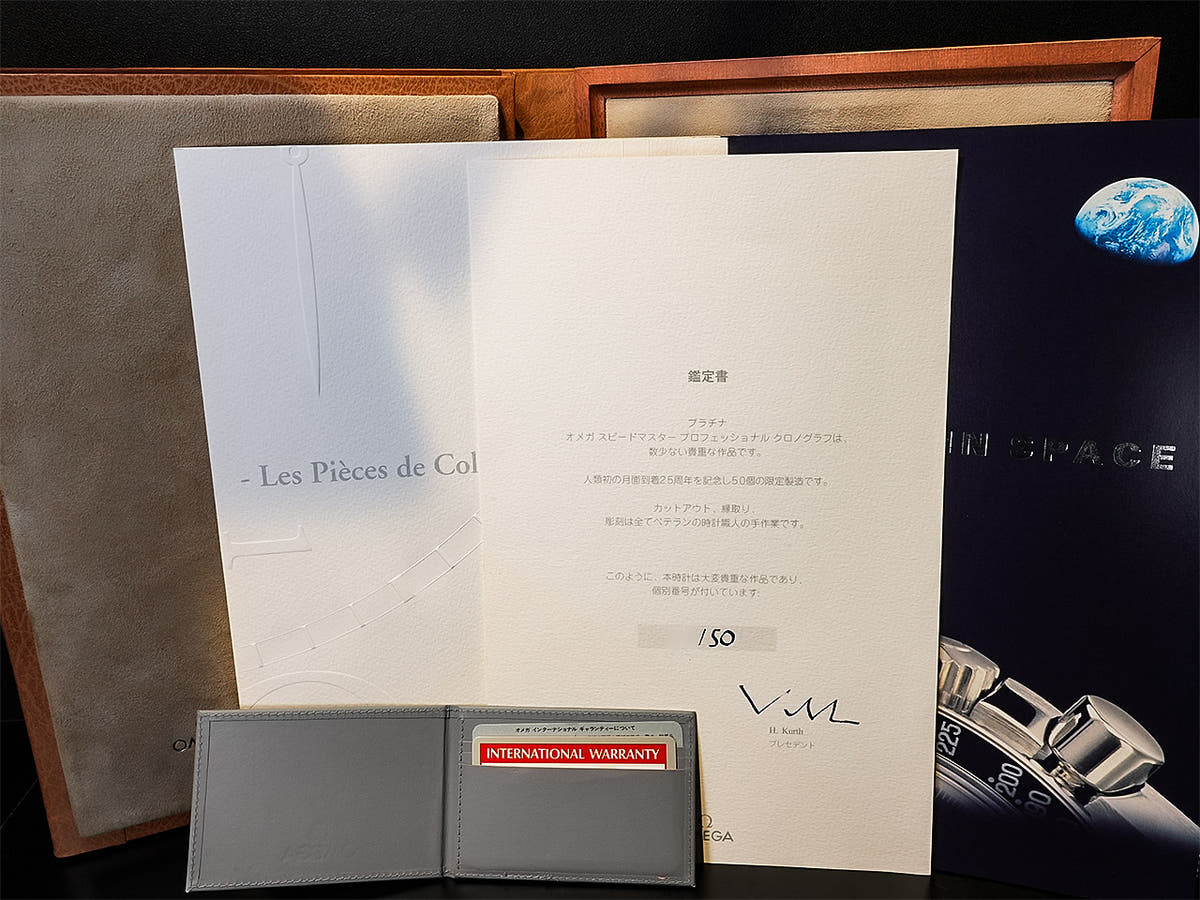 - Les Pièces de Col
鑑定書
プラチナ
オメガ スピードマスター プロフェッショナル クロノグラフは、
数少ない貴重な作品です。
人類初の月面到着25周年を記念し50個の限定製造です。
カットアウト、縁取り、
彫刻は全てベテランの時計職人の手作業です。
このように、本時計は大変貴重な作品であり、
個別番号が付いています:
/50
H. Kurth
プレセデント
EGA
IN SPACE
225
200
90
オメガ インターナショナル ギャランティーについて
INTERNATIONAL WARRANTY